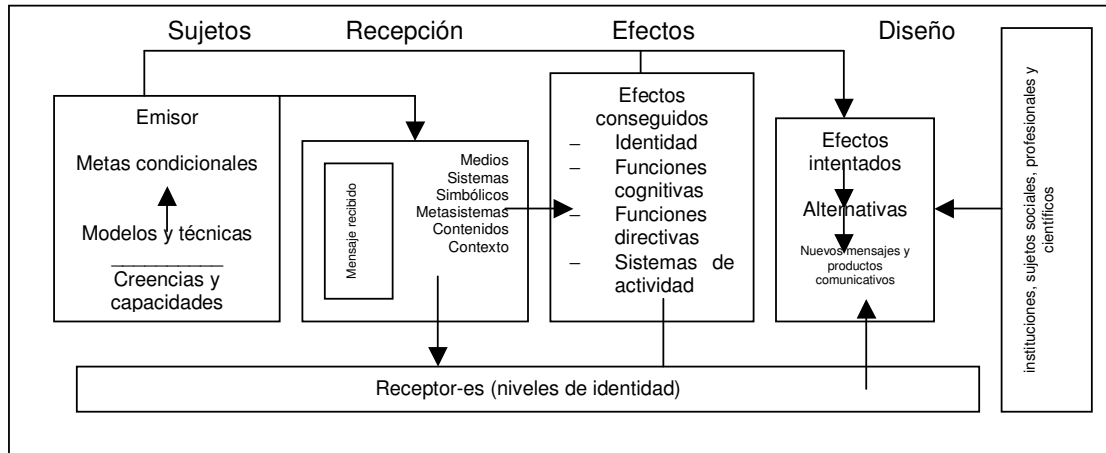 Sujetos Recepción Efectos Diseño
Emisor
Metas condicionales
Modelos y técnicas
Creencias y
capacidades
Mensaje recibido
Medios
Sistemas
Simbólicos
Metasistemas
Contenidos
Contexto
Efectos
conseguidos
– Identidad
– Funciones
cognitivas
– Funciones
directivas
– Sistemas de
actividad
Efectos
intentados
Alternativas
Nuevos mensajes y
productos
comunicativos
instituciones, sujetos sociales, profesionales y
científicos
Receptor-es (niveles de identidad)